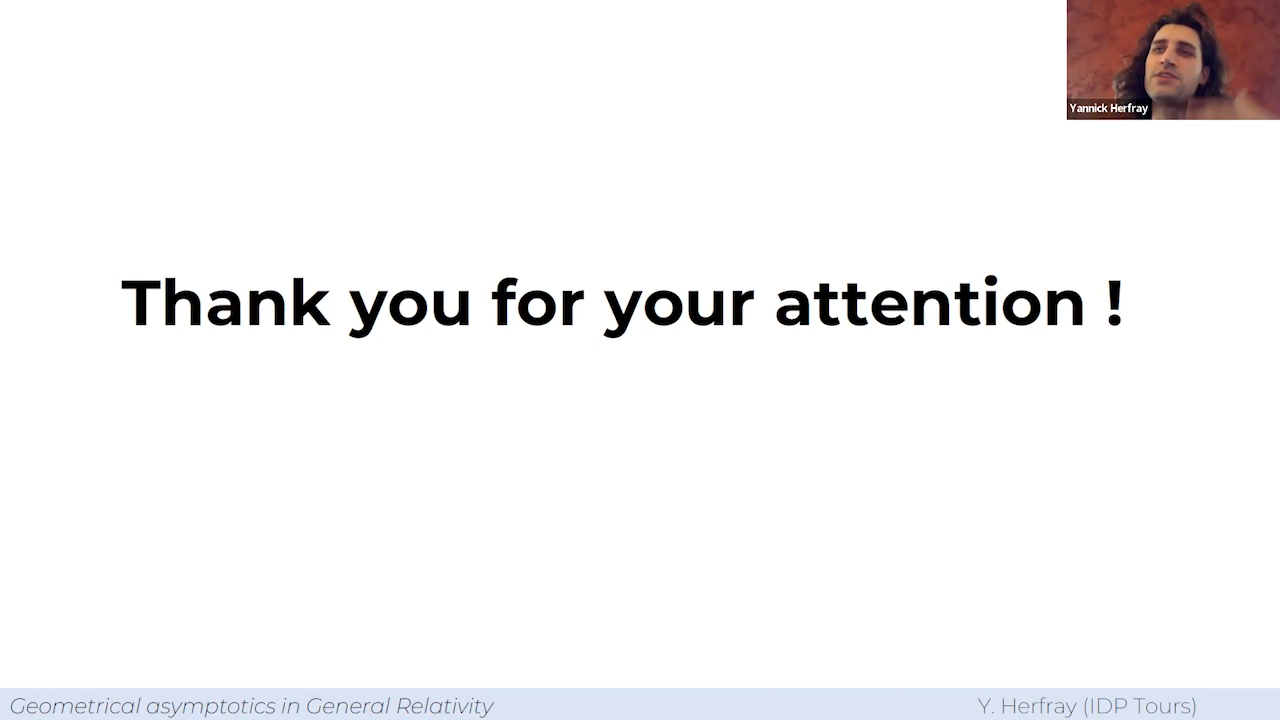 Yannick Herfray
Thank you for your attention !
Geometrical asymptotics in General Relativity
Y. Herfray (IDP Tours)